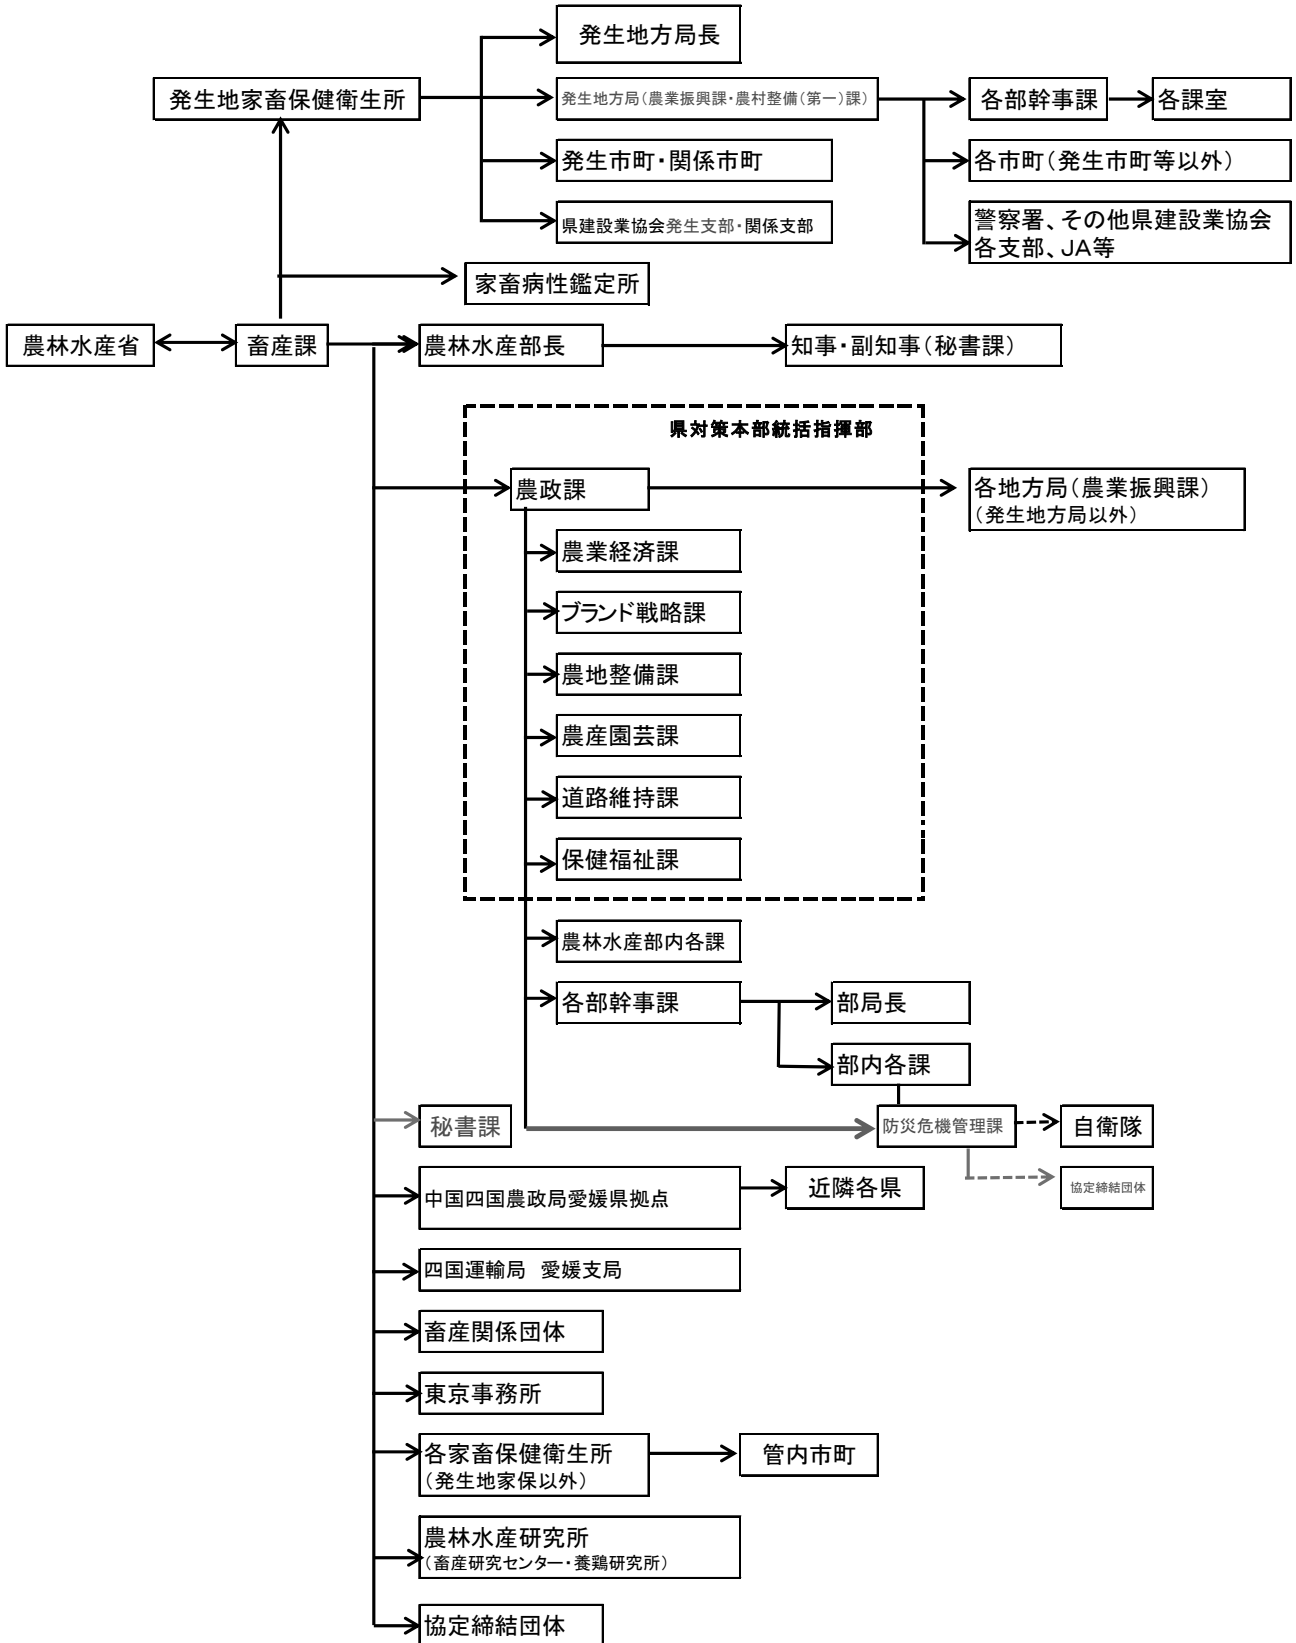 発生地方局長
発生地家畜保健衛生所
発生地方局（農業振興課・農村整備（第一）課）
各部幹事課
各課室
発生市町・関係市町
各市町（発生市町等以外）
県建設業協会発生支部・関係支部
警察署、その他県建設業協会
各支部、JA等
家畜病性鑑定所
農林水産省
畜産課
農林水産部長
知事・副知事（秘書課）
県対策本部統括指揮部
農政課
各地方局（農業振興課）
（発生地方局以外）
農業経済課
ブランド戦略課
農地整備課
農産園芸課
道路維持課
保健福祉課
農林水産部内各課
各部幹事課
部局長
部内各課
秘書課
防災危機管理課
自衛隊
中国四国農政局愛媛県拠点
近隣各県
協定締結団体
四国運輸局　愛媛支局
畜産関係団体
東京事務所
各家畜保健衛生所
（発生地家保以外）
管内市町
農林水産研究所
（畜産研究センター・養鶏研究所）
協定締結団体